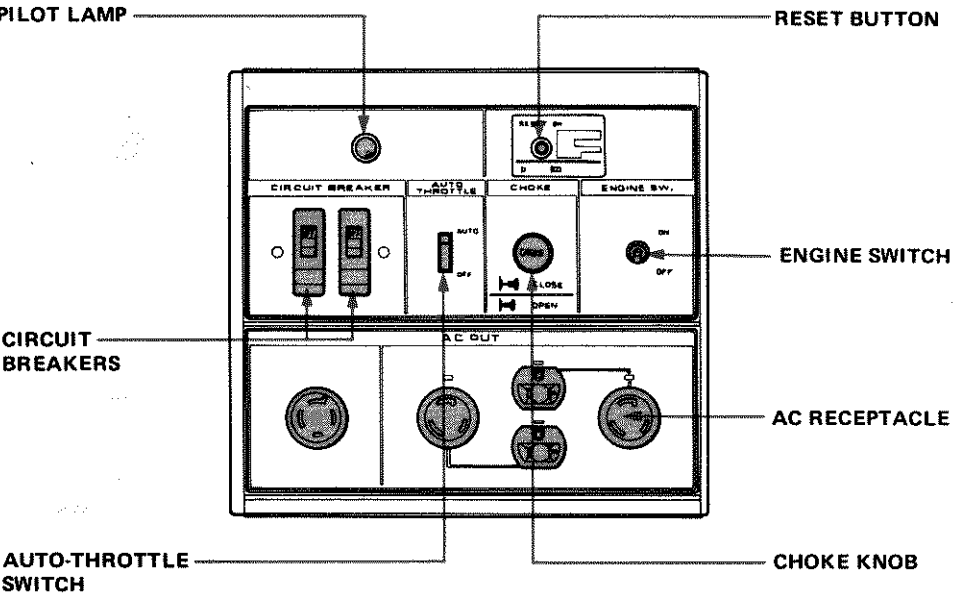 PILOT LAMP
RESET BUTTON
RESET
CIRCUIT BREAKER
AUTO
THROTTLE
CHOKE
ENGINE SW.
AUTO
OFF
ON
OFF
CLOSE
OPEN
ENGINE SWITCH
CIRCUIT
BREAKERS
AC OUT
AC RECEPTACLE
AUTO-THROTTLE
SWITCH
CHOKE KNOB